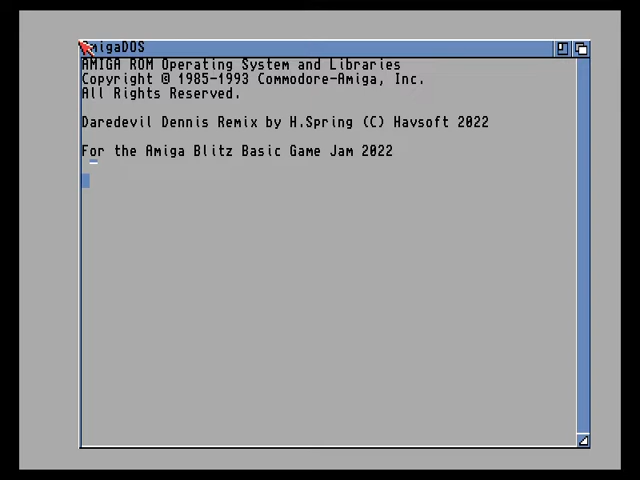 AmigaDOS
AMIGA ROM Operating System and Libraries
Copyright © 1985-1993 Commodore-Amiga, Inc.
All Rights Reserved.
Daredevil Dennis Remix by H.Spring (C) Havsoft 2022
For the Amiga Blitz Basic Game Jam 2022